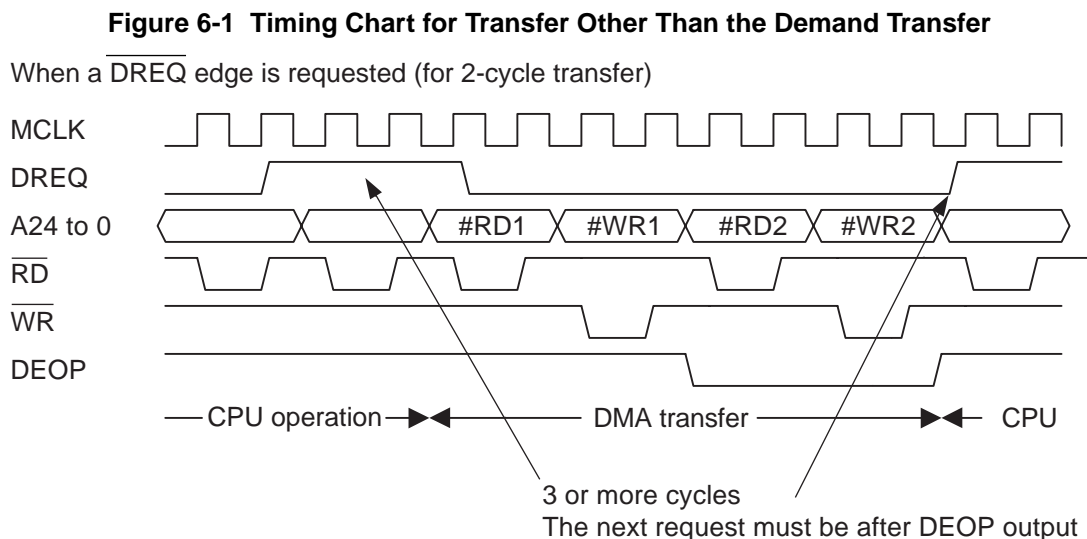 Figure 6-1 Timing Chart for Transfer Other Than the Demand Transfer
When a DREQ edge is requested (for 2-cycle transfer)
MCLK
DREQ
A24 to 0 #RD1 #WR1 #RD2 #WR2
RD
WR
DEOP
CPU operation DMA transfer CPU
3 or more cycles
The next request must be after DEOP output